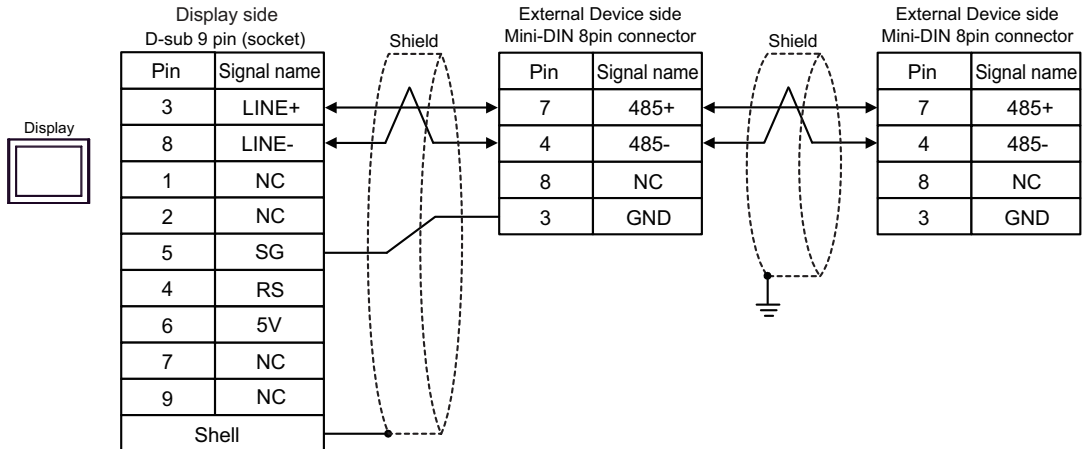 Display
Display side
D-sub 9 pin (socket)
Pin Signal name
3 LINE+
8 LINE-
1 NC
2 NC
5 SG
4 RS
6 5V
7 NC
9 NC
Shell
Shield
External Device side
Mini-DIN 8pin connector
Pin Signal name
7 485+
4 485-
8 NC
3 GND
Shield
External Device side
Mini-DIN 8pin connector
Pin Signal name
7 485+
4 485-
8 NC
3 GND